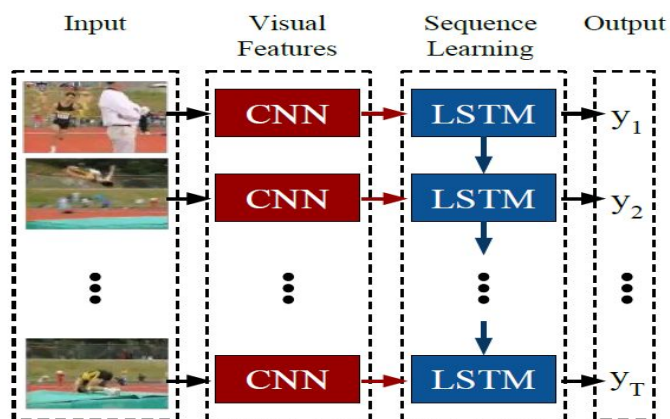 Input
Visual
Features
Sequence
Learning
Output
CNN
LSTM
y1
CNN
LSTM
y2
CNN
LSTM
yT